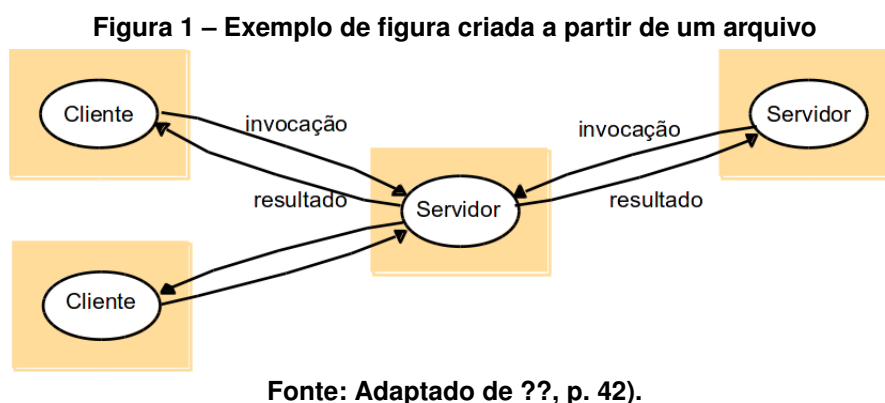 Figura 1 – Exemplo de figura criada a partir de um arquivo
Cliente
invocação
resultado
Servidor
invocação
resultado
Servidor
Cliente
Fonte: Adaptado de ??, p. 42).